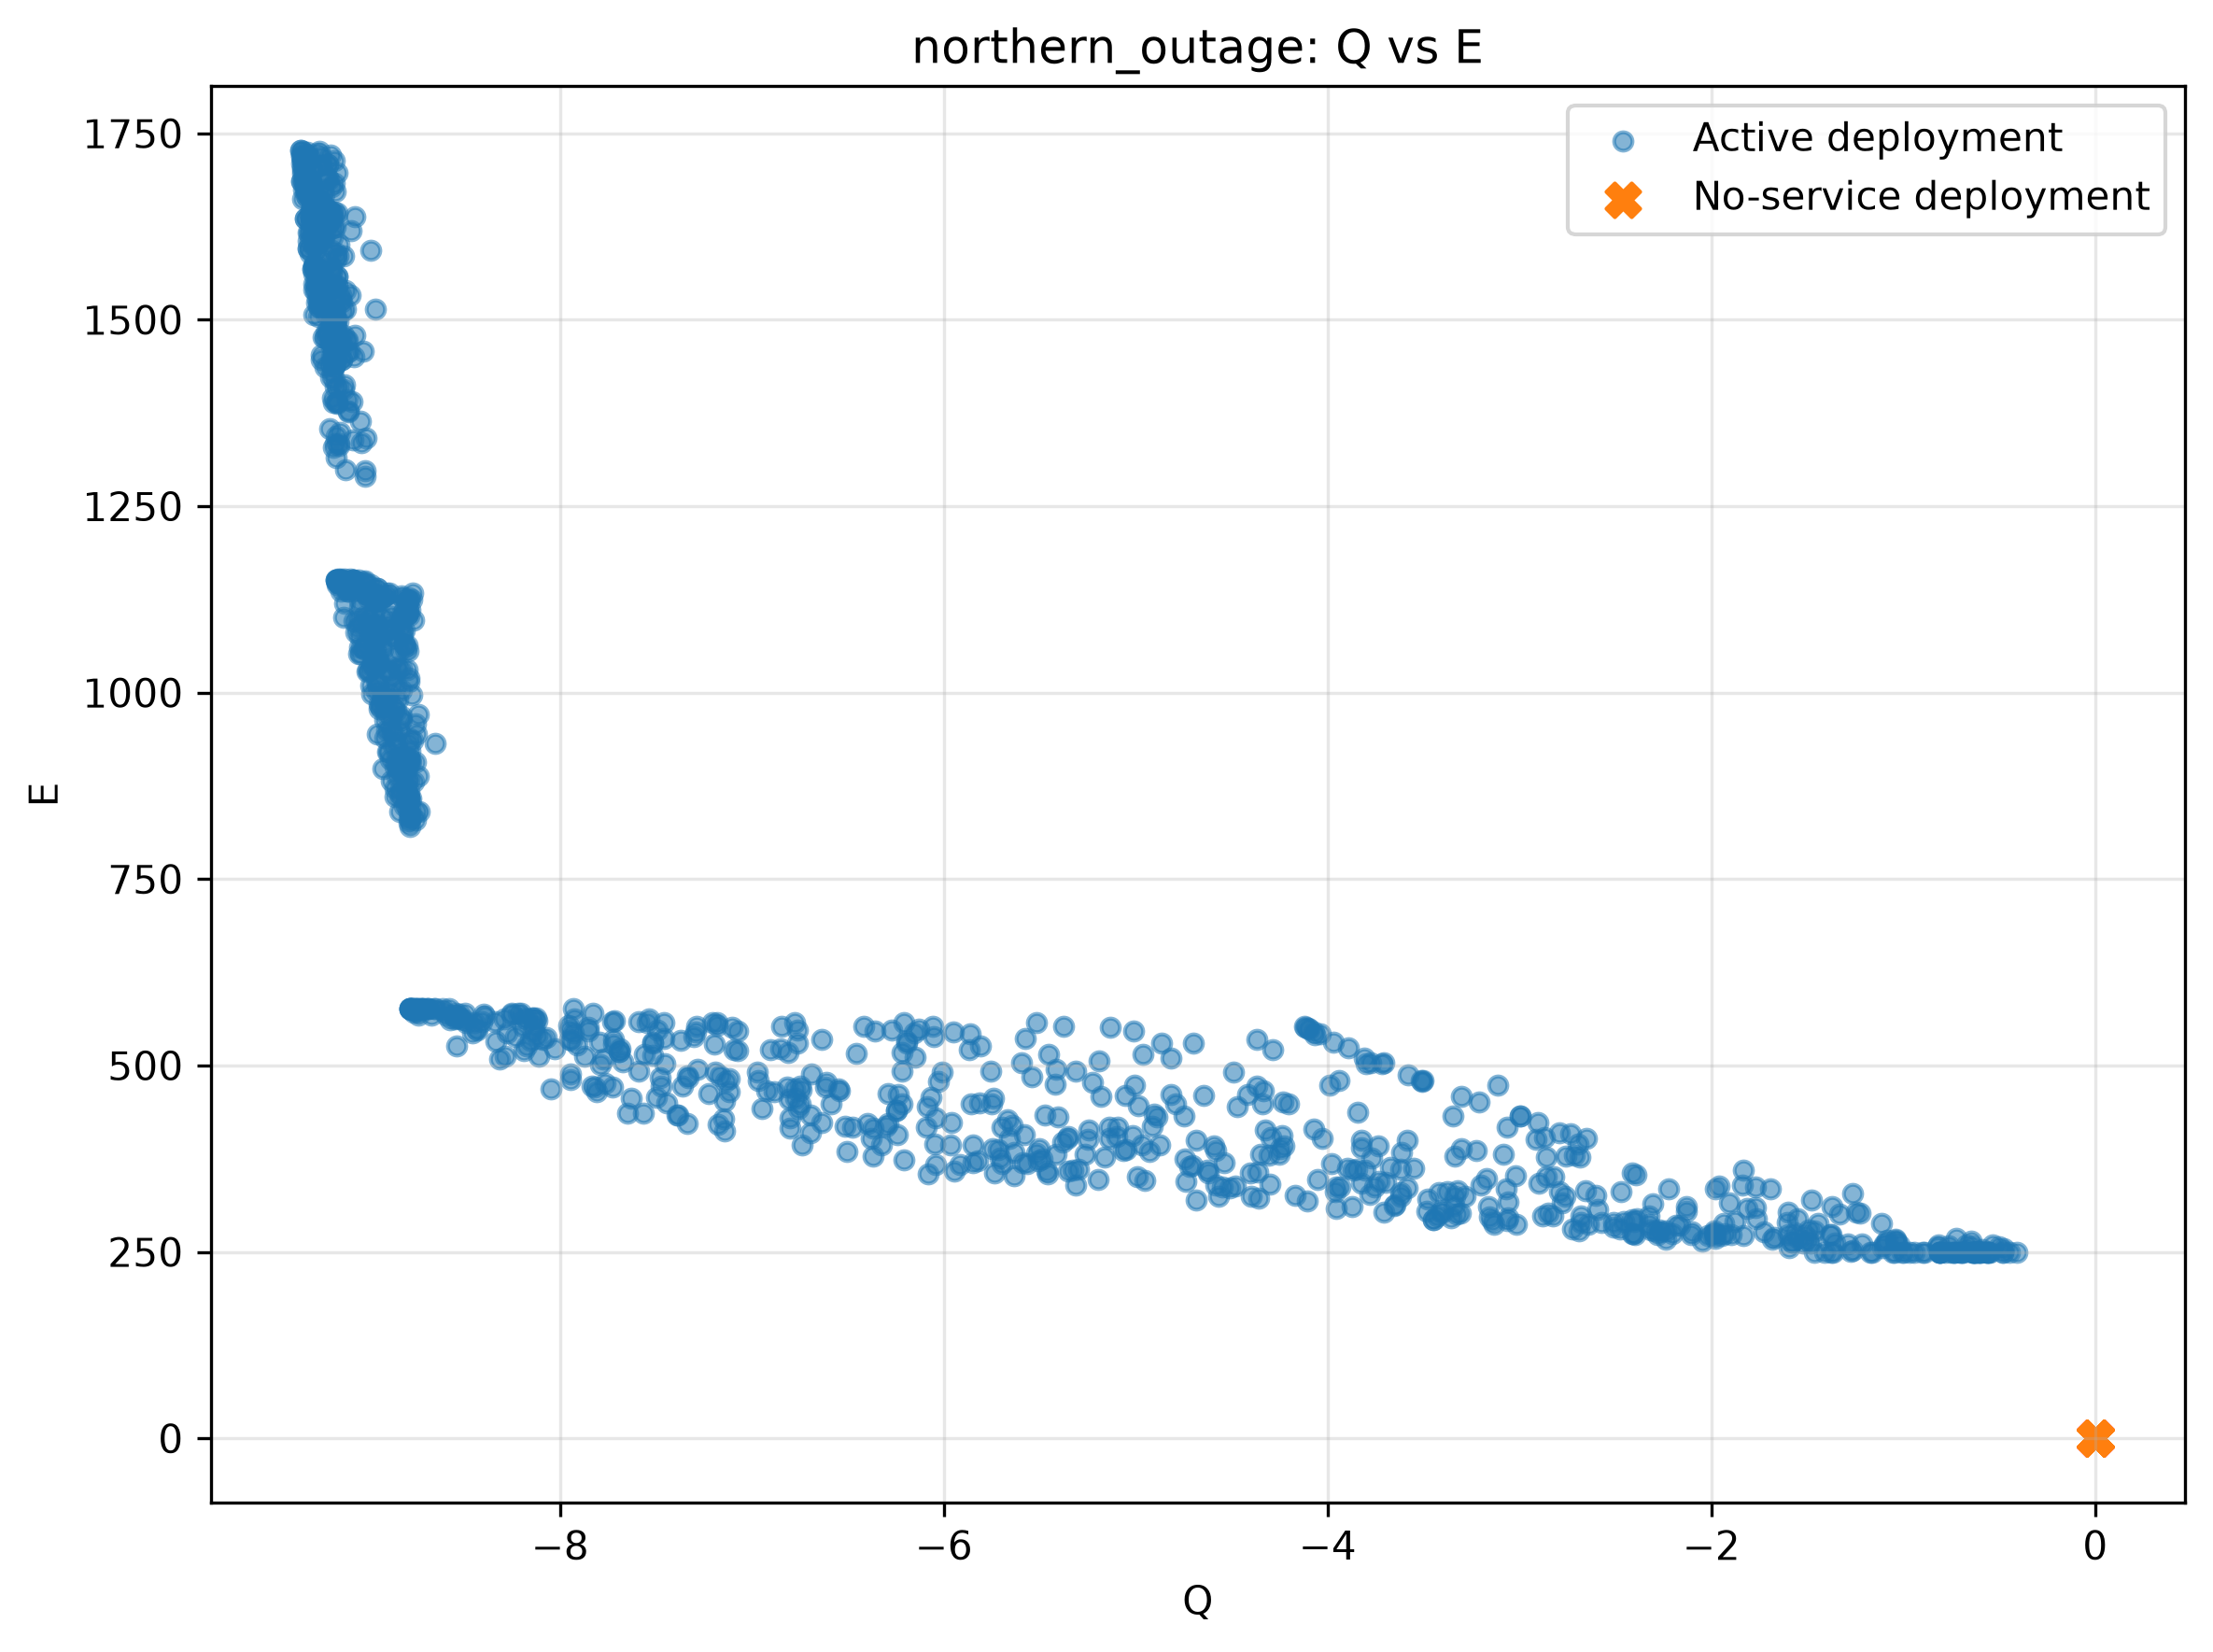 northern_outage: Q vs E
Active deployment
No-service deployment
1750
1500
1250
1000
750
500
250
0
E
−8
−6
−4
−2
0
Q